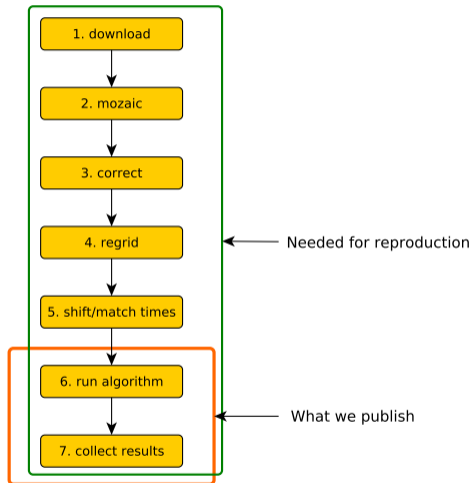 1. download
2. mozaic
3. correct
4. regrid
Needed for reproduction
5. shift/match times
6. run algorithm
What we publish
7. collect results